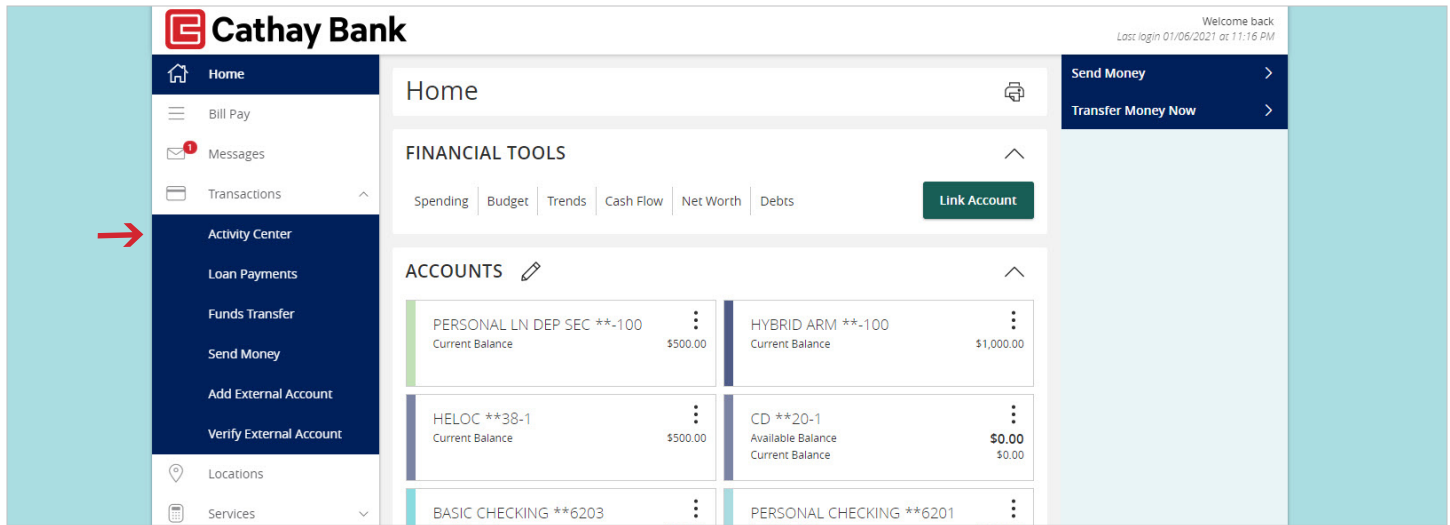 Cathay Bank
Welcome back
Last login 01/06/2021 at 11:16 PM
Home
Bill Pay
1
Messages
Transactions
Activity Center
Loan Payments
Funds Transfer
Send Money
Add External Account
Verify External Account
Locations
Services
Home
FINANCIAL TOOLS
Spending Budget Trends Cash Flow Net Worth Debts Link Account
ACCOUNTS
PERSONAL LN DEP SEC **-100
Current Balance $500.00
HYBRID ARM **-100
Current Balance $1,000.00
HELOC **38-1
Current Balance $500.00
CD **20-1
Available Balance $0.00
Current Balance $0.00
BASIC CHECKING **6203
PERSONAL CHECKING **6201
Send Money
Transfer Money Now